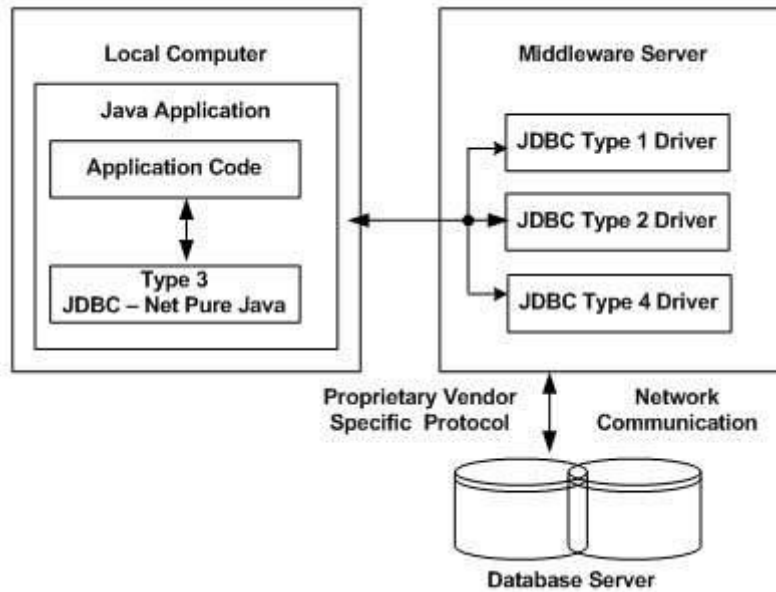 Local Computer
Java Application
Application Code
Type 3
JDBC – Net Pure Java
Middleware Server
JDBC Type 1 Driver
JDBC Type 2 Driver
JDBC Type 4 Driver
Proprietary Vendor
Specific Protocol
Network
Communication
Database Server